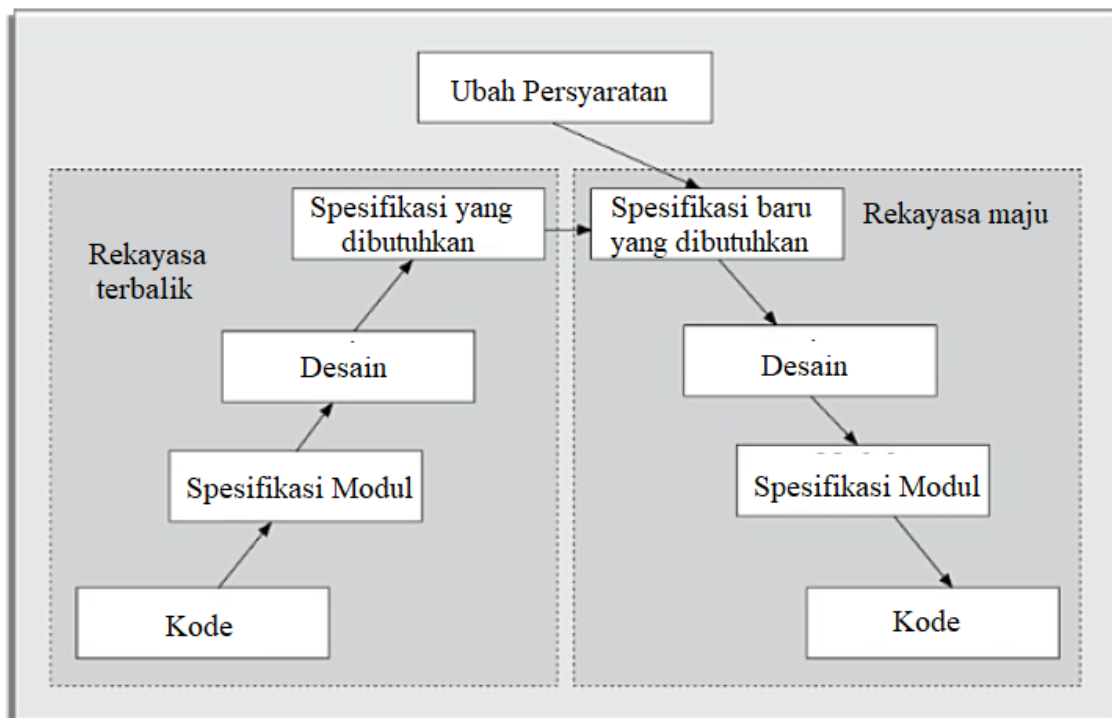 Ubah Persyaratan
Spesifikasi yang
dibutuhkan
Spesifikasi baru
yang dibutuhkan
Rekayasa maju
Rekayasa
terbalik
Desain
Desain
Spesifikasi Modul
Spesifikasi Modul
Kode
Kode